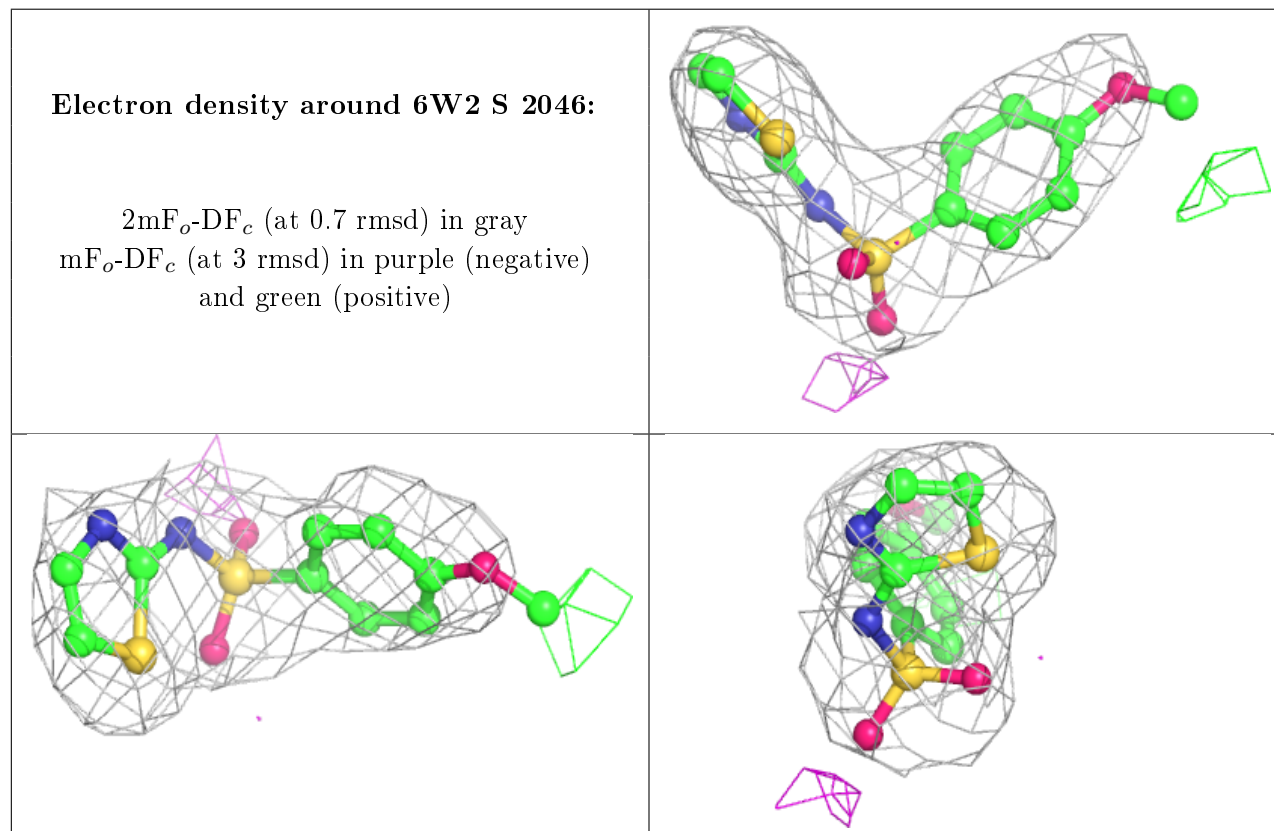 Electron density around 6W2 S 2046:
2mFₒ-DF𝒸 (at 0.7 rmsd) in gray
mFₒ-DF𝒸 (at 3 rmsd) in purple (negative)
and green (positive)